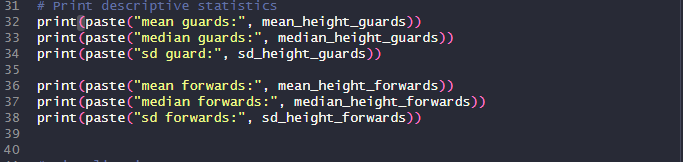 31 # Print descriptive statistics
32 print(paste("mean guards:", mean_height_guards))
33 print(paste("median guards:", median_height_guards))
34 print(paste("sd guard:", sd_height_guards))
35
36 print(paste("mean forwards:", mean_height_forwards))
37 print(paste("median forwards:", median_height_forwards))
38 print(paste("sd forwards:", sd_height_forwards))
39
40